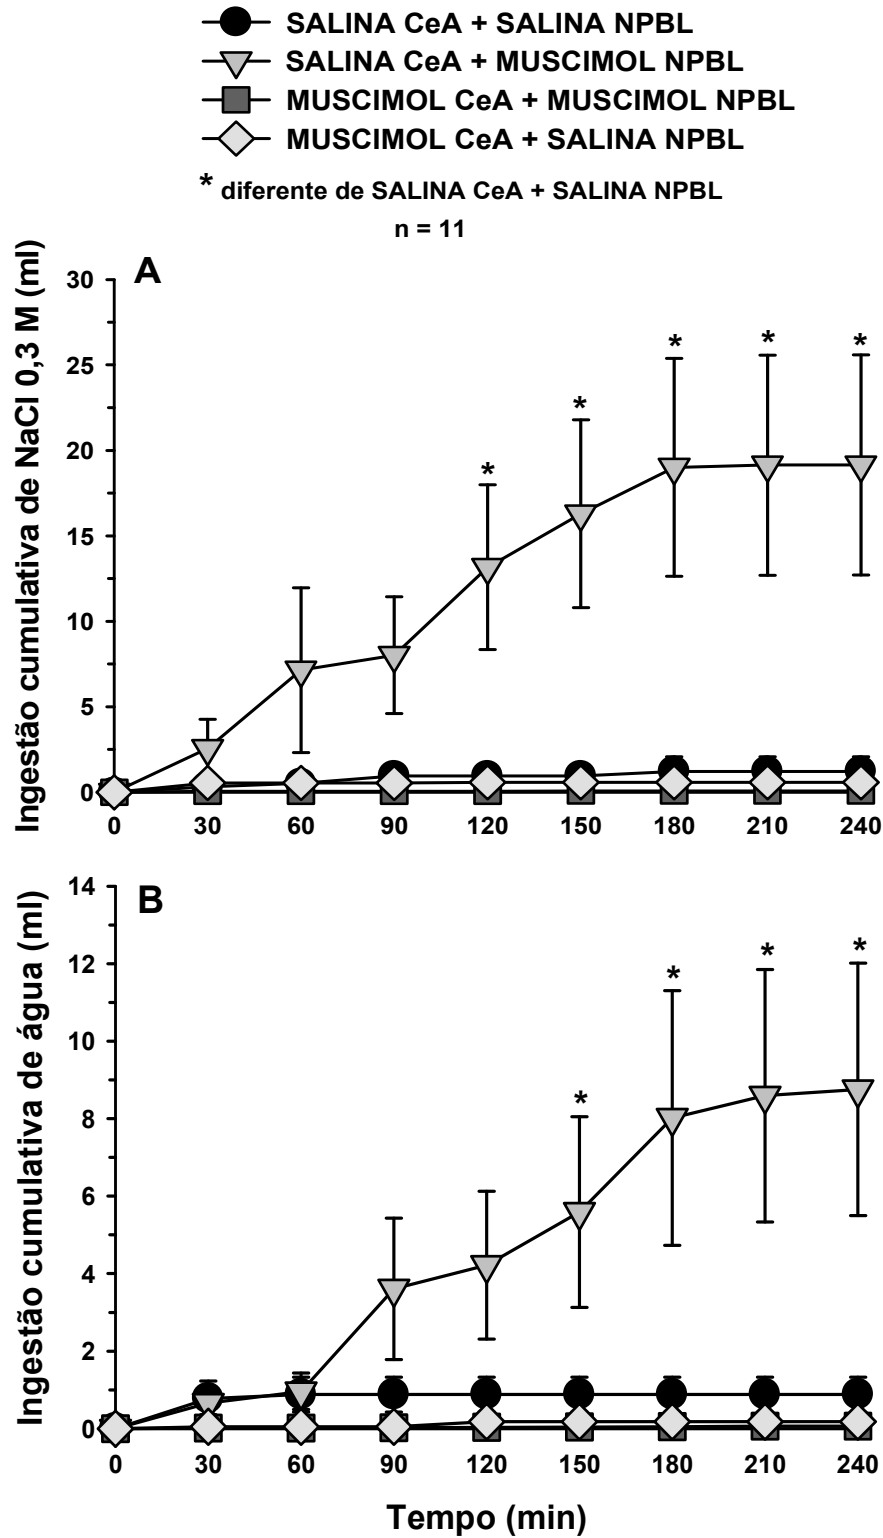 SALINA CeA + SALINA NPBL
SALINA CeA + MUSCIMOL NPBL
MUSCIMOL CeA + MUSCIMOL NPBL
MUSCIMOL CeA + SALINA NPBL
* diferente de SALINA CeA + SALINA NPBL
n = 11
A
Ingestão cumulativa de NaCl 0,3 M (ml)
30
25
20
15
10
5
0
* * * * *
0 30 60 90 120 150 180 210 240
B
Ingestão cumulativa de água (ml)
14
12
10
8
6
4
2
0
* * * *
0 30 60 90 120 150 180 210 240
Tempo (min)